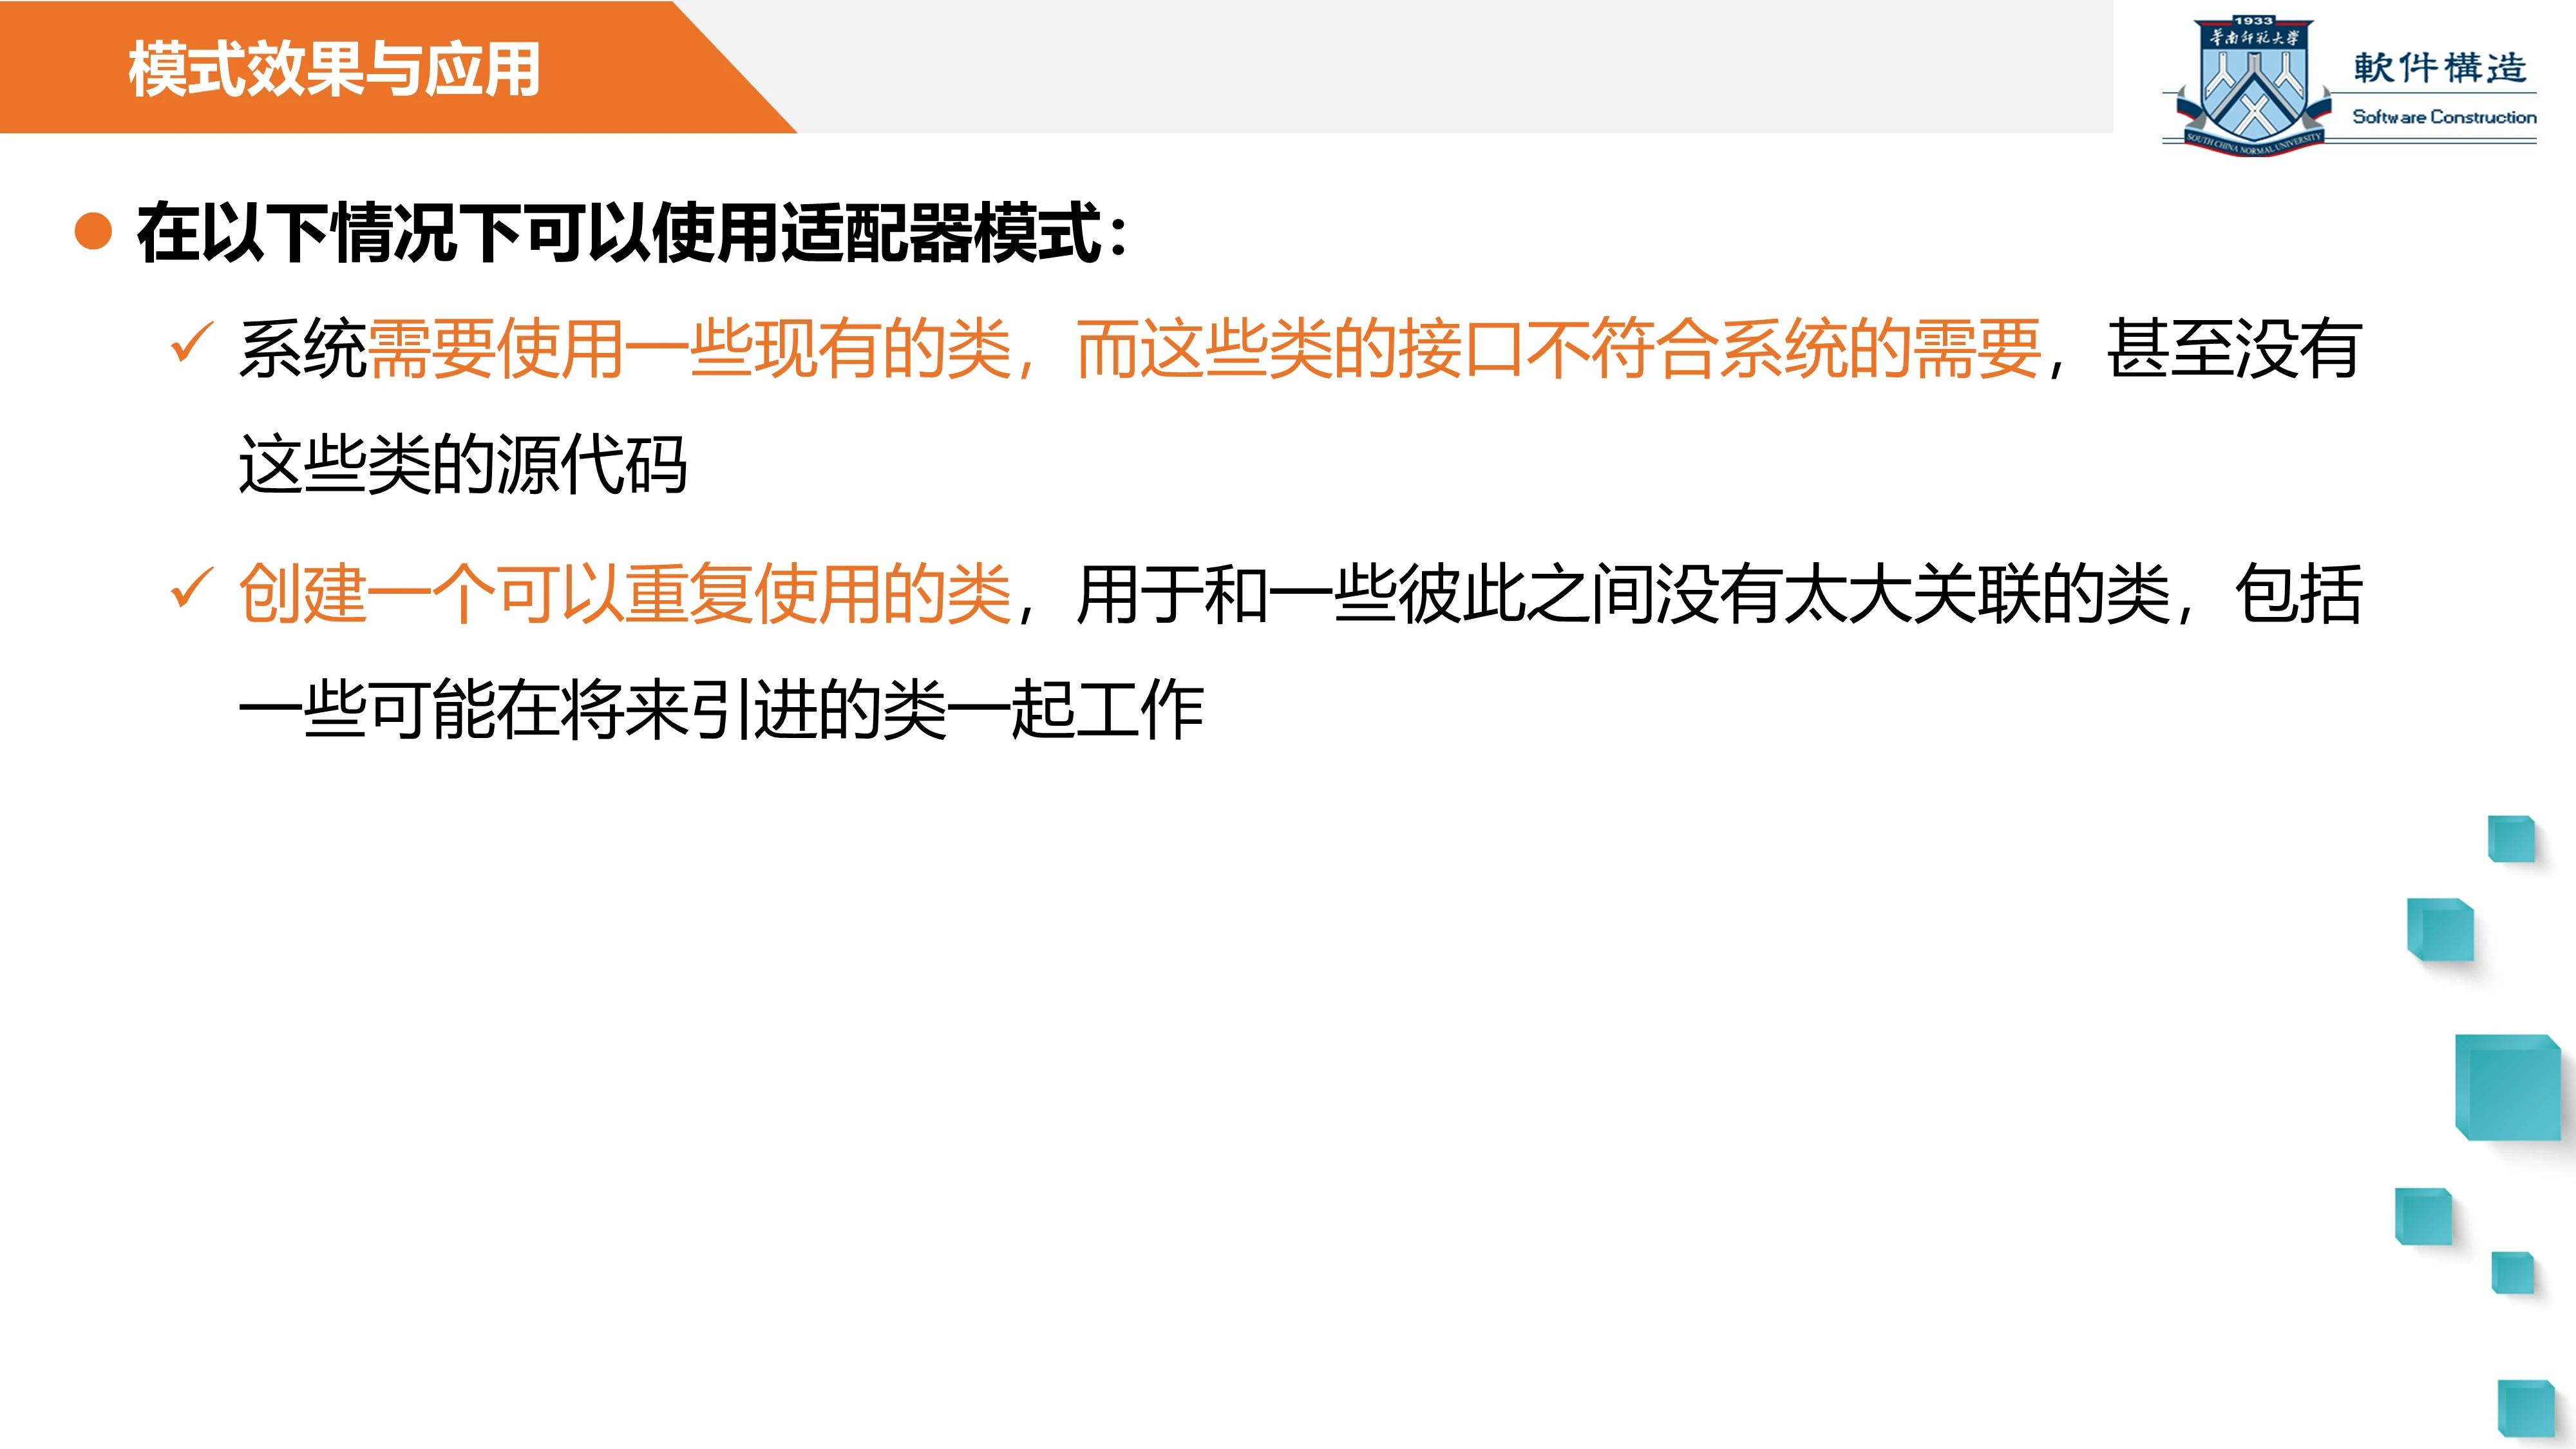 模式效果与应用
1933
华南师范大学
軟件構造
Software Construction
SOUTH CHINA NORMAL UNIVERSITY
在以下情况下可以使用适配器模式：
系统需要使用一些现有的类，而这些类的接口不符合系统的需要，甚至没有
这些类的源代码
创建一个可以重复使用的类，用于和一些彼此之间没有太大关联的类，包括
一些可能在将来引进的类一起工作